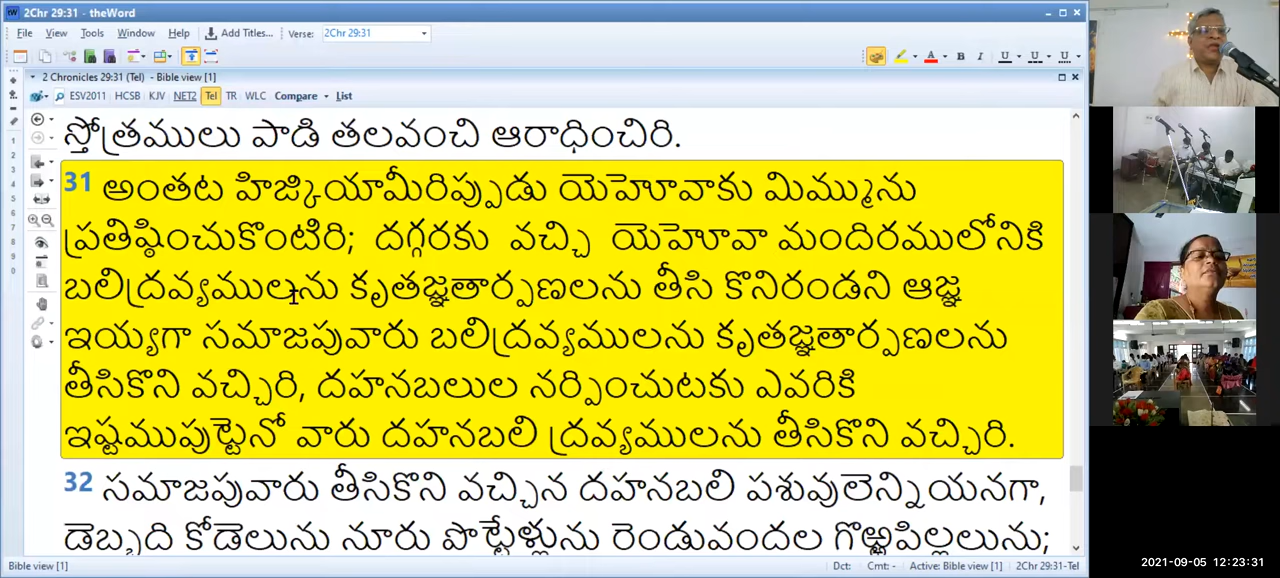 2Chr 29:31 - theWord
File View Tools Window Help Add Titles... Verse: 2Chr 29:31
B I U U U
2 Chronicles 29:31 (Tel) - Bible view [1]
ESV2011 HCSB KJV NET2 Tel TR WLC Compare List
స్తోత్రములు పాడి తలవంచి ఆరాధించిరి.
31 అంతట హిజ్కియామీరిప్పుడు యెహోవాకు మిమ్మును
ప్రతిష్ఠించుకొంటిరి; దగ్గరకు వచ్చి యెహోవా మందిరములోనికి
బలిద్రవ్యములను కృతజ్ఞతార్పణలను తీసి కొనిరండని ఆజ్ఞ
ఇయ్యగా సమాజపువారు బలిద్రవ్యములను కృతజ్ఞతార్పణలను
తీసికొని వచ్చిరి, దహనబలుల నర్పించుటకు ఎవరికి
ఇష్టముపుట్టెనో వారు దహనబలి ద్రవ్యములను తీసికొని వచ్చిరి.
32 సమాజపువారు తీసికొని వచ్చిన దహనబలి పశువులెన్నియనగా,
డెబ్బది కోడెలును నూరు పొట్టేళ్లును రెండువందల గొఱ్ఱపిల్లలును;
Bible view [1] Dct: Cmt: - Active: Bible view [1] 2Chr 29:31-Tel
2021-09-05 12:23:31